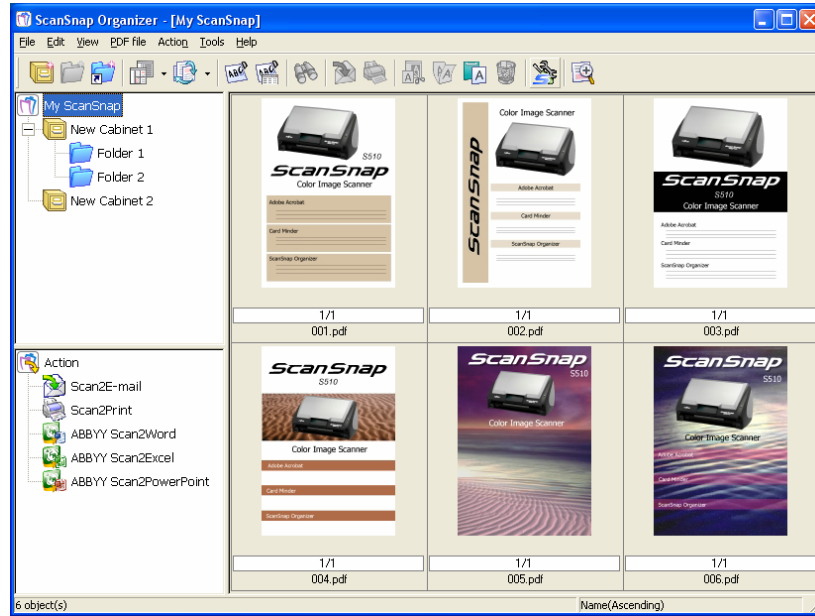 ScanSnap Organizer - [My ScanSnap]
File Edit View PDF file Action Tools Help
My ScanSnap
New Cabinet 1
Folder 1
Folder 2
New Cabinet 2
Action
Scan2E-mail
Scan2Print
ABBYY Scan2Word
ABBYY Scan2Excel
ABBYY Scan2PowerPoint
S510
ScanSnap
Color Image Scanner
Adobe Acrobat
Card Minder
ScanSnap Organizer
1/1
001.pdf
ScanSnap
Color Image Scanner
Adobe Acrobat
Card Minder
ScanSnap Organizer
1/1
002.pdf
ScanSnap
S510
Color Image Scanner
Adobe Acrobat
Card Minder
ScanSnap Organizer
1/1
003.pdf
ScanSnap
S510
Color Image Scanner
Adobe Acrobat
Card Minder
ScanSnap Organizer
1/1
004.pdf
ScanSnap
S510
Color Image Scanner
1/1
005.pdf
ScanSnap
S510
Color Image Scanner
Adobe Acrobat
Card Minder
ScanSnap Organizer
1/1
006.pdf
6 object(s)
Name(Ascending)